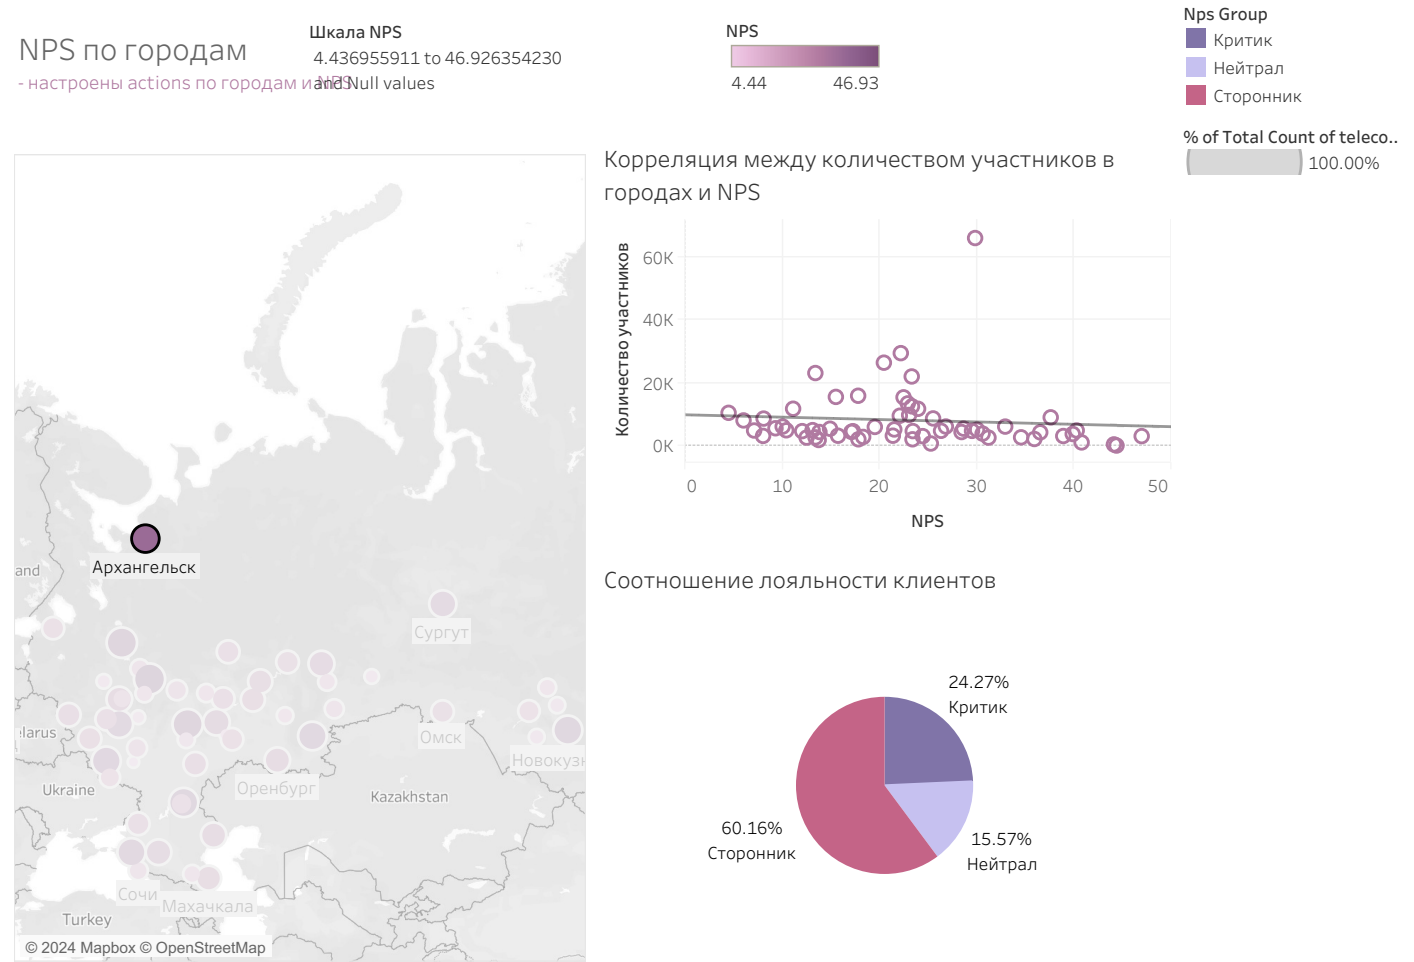 NPS по городам
- настроены actions по городам и NPS
Шкала NPS
4.436955911 to 46.926354230
and Null values
NPS
4.44
46.93
Nps Group
Критик
Нейтрал
Сторонник
% of Total Count of teleco..
100.00%
Архангельск
and
Сургут
elarus
Омск
Новокузн
Оренбург
Ukraine
Kazakhstan
Сочи
Махачкала
Turkey
© 2024 Mapbox © OpenStreetMap
Корреляция между количеством участников в
городах и NPS
Количество участников
60K
40K
20K
0K
0
10
20
30
40
50
NPS
Соотношение лояльности клиентов
24.27%
Критик
15.57%
Нейтрал
60.16%
Сторонник